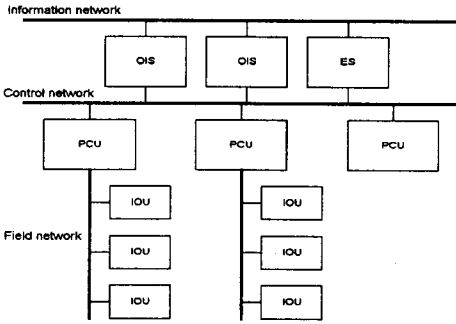 Information network
OIS OIS ES
Control network
PCU PCU PCU
IOU IOU
Field network
IOU IOU
IOU IOU